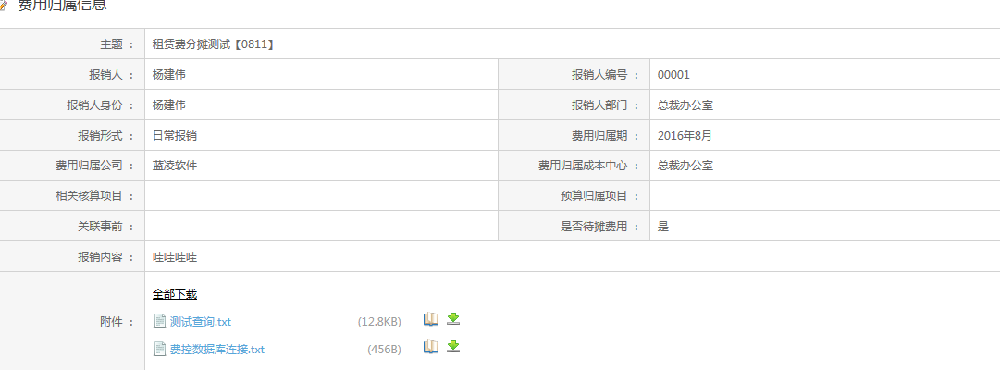 费用归属信息
主题 : 租赁费分摊测试【0811】
报销人 : 杨建伟 报销人编号 : 00001
报销人身份 : 杨建伟 报销人部门 : 总裁办公室
报销形式 : 日常报销 费用归属期 : 2016年8月
费用归属公司 : 蓝凌软件 费用归属成本中心 : 总裁办公室
相关核算项目 : 预算归属项目 :
关联事前 : 是否待摊费用 : 是
报销内容 : 哇哇哇哇
全部下载
附件 : 测试查询.txt (12.8KB)
费控数据库连接.txt (456B)